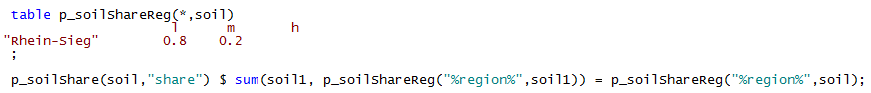 table p_soilShareReg(*,soil)
l m h
"Rhein-Sieg" 0.8 0.2
;
p_soilShare(soil,"share") $ sum(soil1, p_soilShareReg("%region%",soil1)) = p_soilShareReg("%region%",soil);